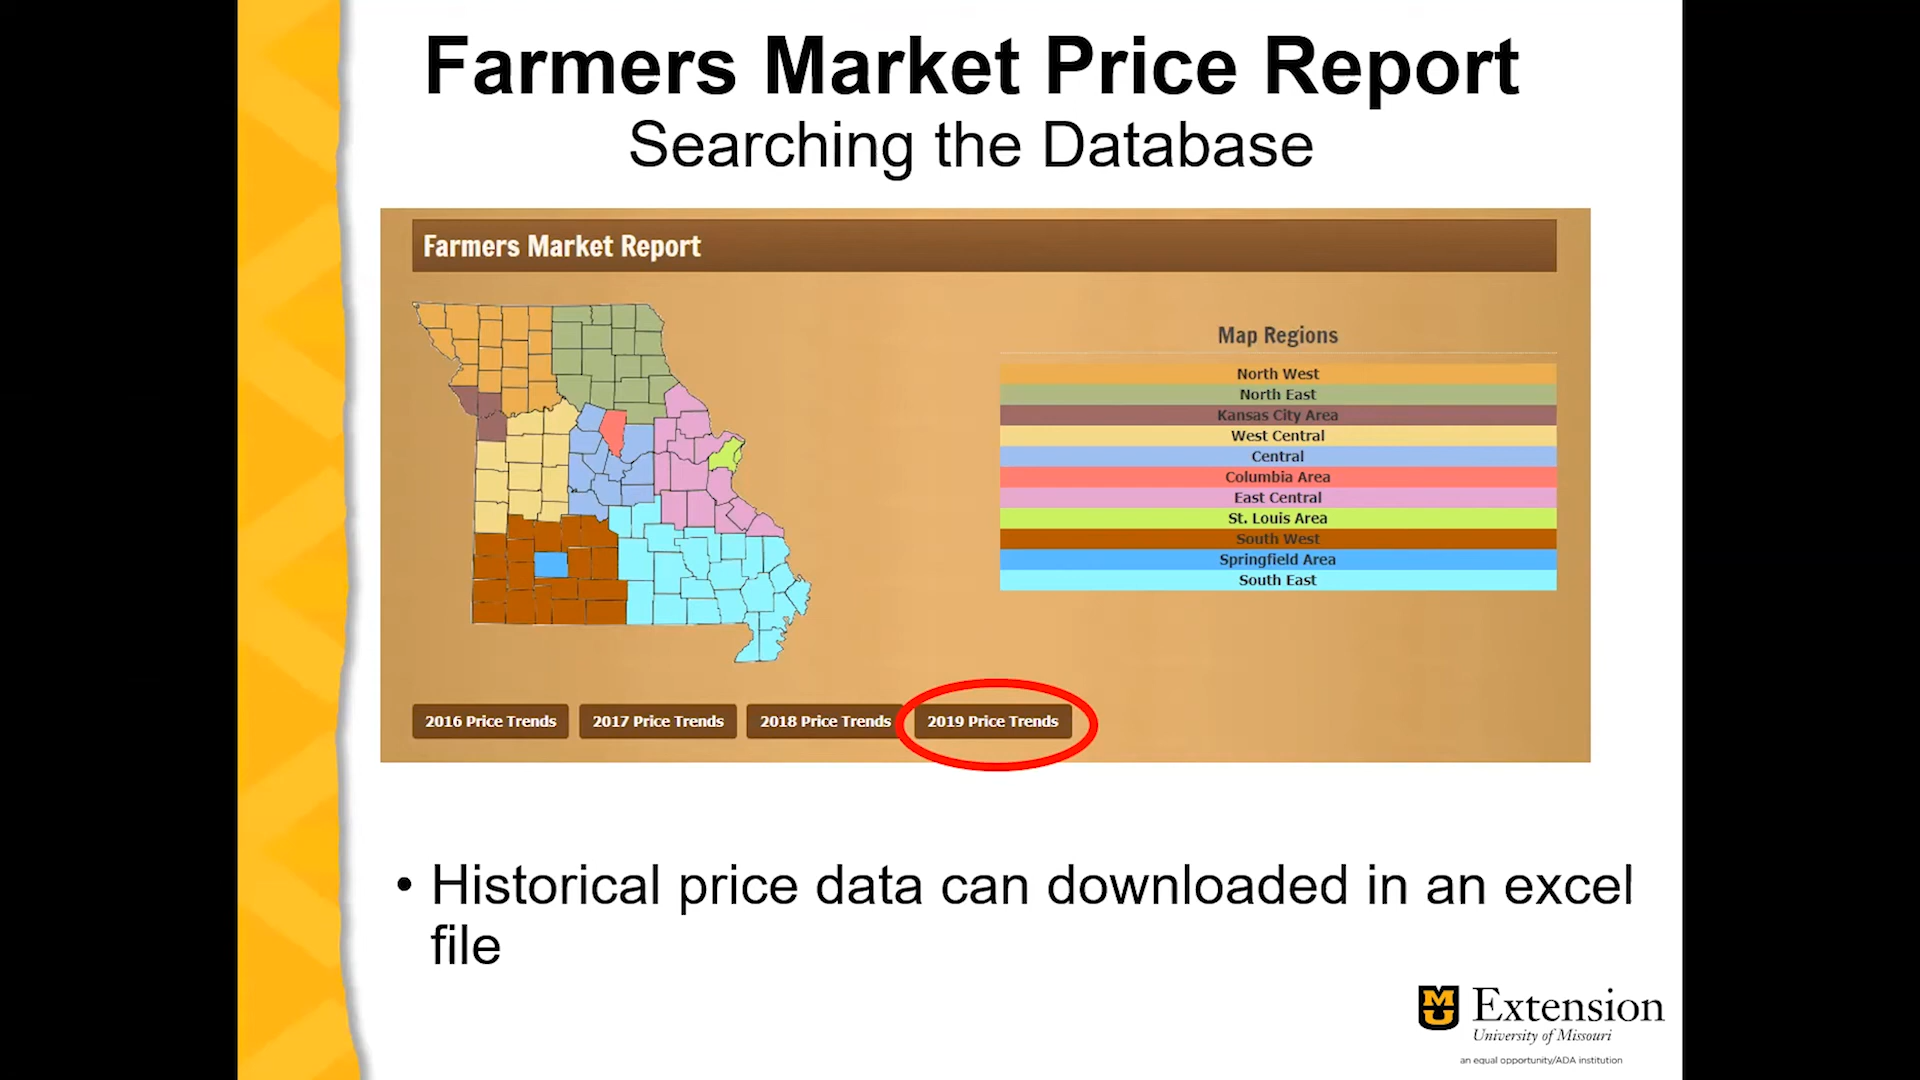 Farmers Market Price Report
Searching the Database
Farmers Market Report
Map Regions
North West
North East
Kansas City Area
West Central
Central
Columbia Area
East Central
St. Louis Area
South West
Springfield Area
South East
2016 Price Trends
2017 Price Trends
2018 Price Trends
2019 Price Trends
• Historical price data can downloaded in an excel
file
MU
Extension
University of Missouri
an equal opportunity/ADA institution